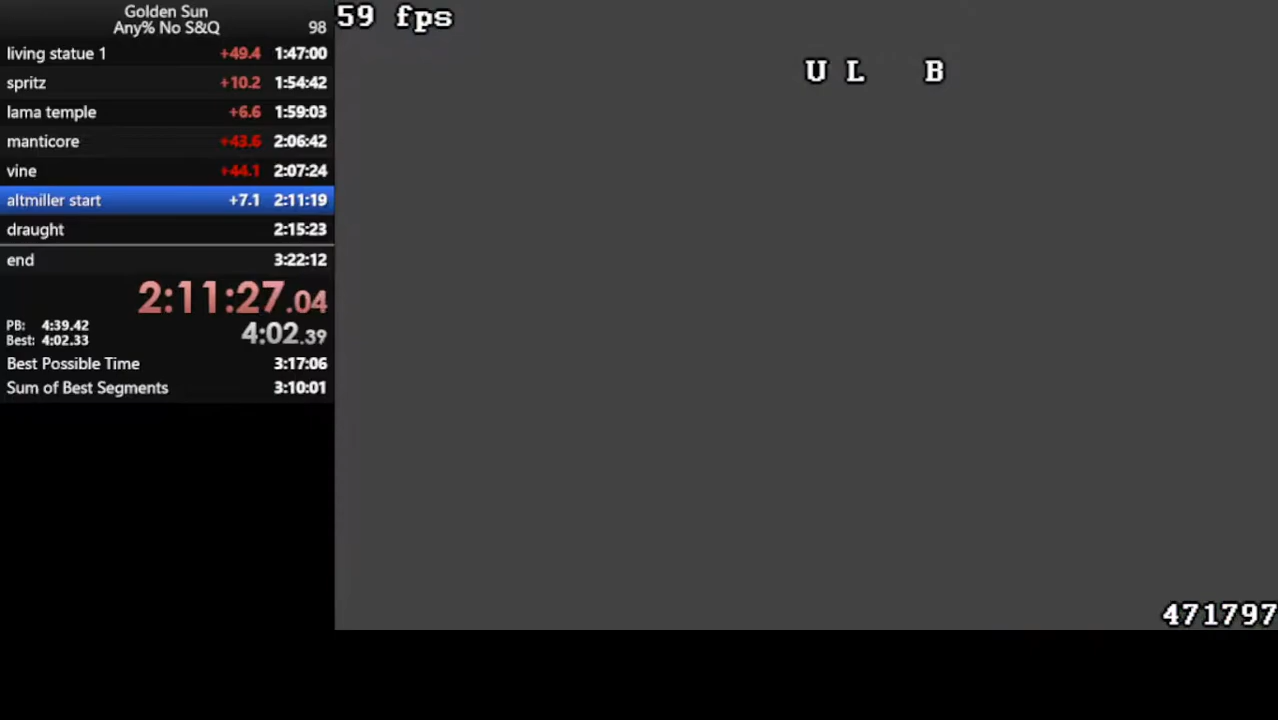 Golden Sun
Any% No S&Q 98
living statue 1 +49.4 1:47:00
spritz +10.2 1:54:42
lama temple +6.6 1:59:03
manticore +43.6 2:06:42
vine +44.1 2:07:24
altmiller start +7.1 2:11:19
draught 2:15:23
end 3:22:12
2:11:27.04
PB: 4:39.42
Best: 4:02.33
4:02.39
Best Possible Time 3:17:06
Sum of Best Segments 3:10:01
59 fps
U L B
471797